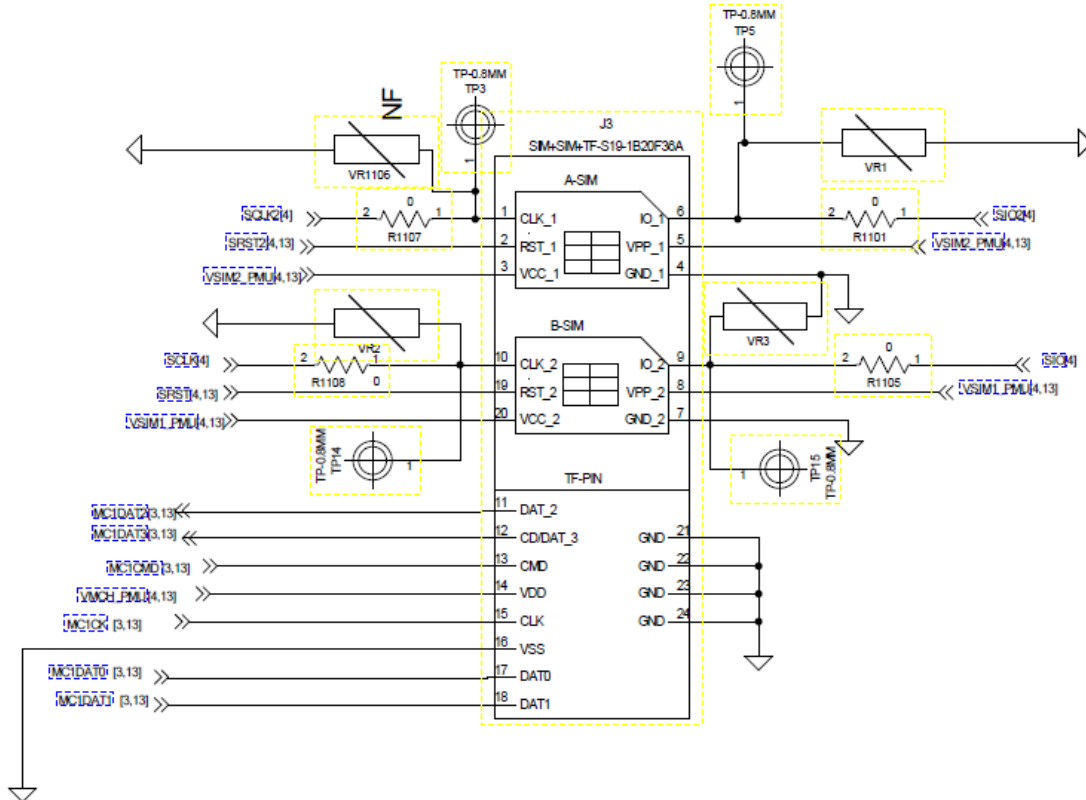 TP-0.8MM
TP5
1
TP-0.8MM
TP3
1
NF
J3
SIM+SIM+TF-S19-1B20F36A
VR1106
VR1
A-SIM
SCLK2[4]
2
0
1
R1107
1
CLK_1
IO_1
6
2
0
1
R1101
SIO2[4]
SRST2[4,13]
2
RST_1
VPP_1
5
VSIM2_PMU[4,13]
VSIM2_PMU[4,13]
3
VCC_1
GND_1
4
VR2
B-SIM
VR3
SCLK[4]
2
1
R1108
0
10
CLK_2
IO_2
9
2
0
1
R1105
SIO[4]
SRST[4,13]
19
RST_2
VPP_2
8
VSIM1_PMU[4,13]
VSIM1_PMU[4,13]
20
VCC_2
GND_2
7
TP-0.8MM
TP14
1
1
TP15
TP-0.8MM
TF-PIN
MC1DAT2[3,13]
11
DAT_2
MC1DAT3[3,13]
12
CD/DAT_3
GND
21
MC1CMD[3,13]
13
CMD
GND
22
VMCH_PMU[4,13]
14
VDD
GND
23
MC1CK [3,13]
15
CLK
GND
24
16
VSS
MC1DAT0 [3,13]
17
DAT0
MC1DAT1 [3,13]
18
DAT1